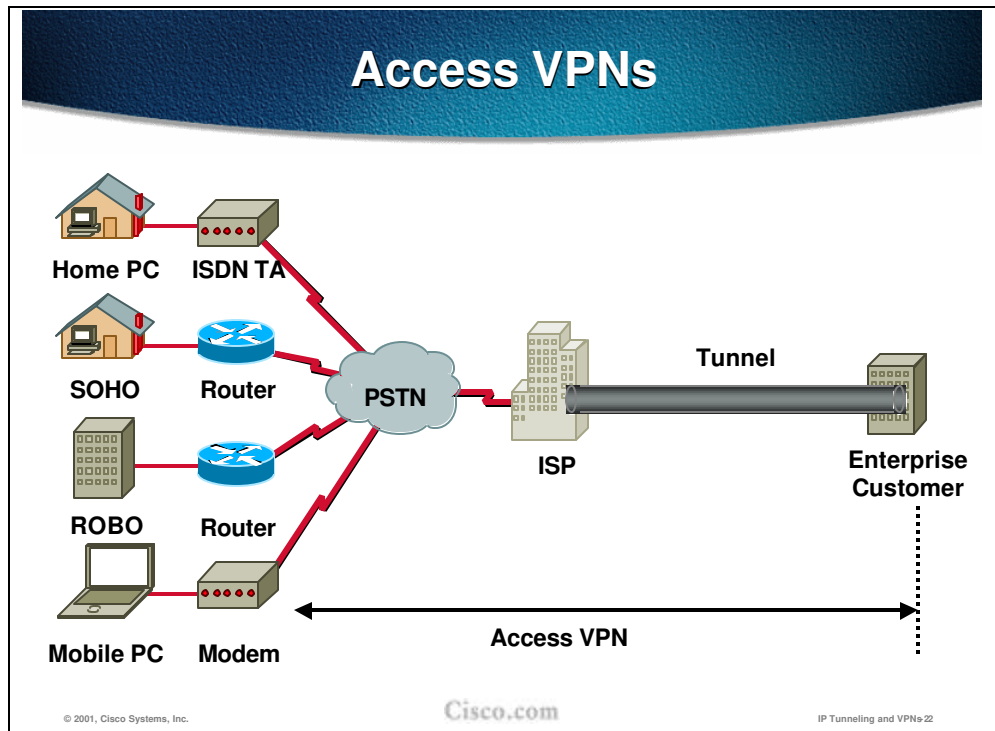 Access VPNs
Home PC
ISDN TA
SOHO
Router
PSTN
Tunnel
ISP
Enterprise
Customer
ROBO
Router
Mobile PC
Modem
Access VPN
© 2001, Cisco Systems, Inc.
Cisco.com
IP Tunneling and VPNs-22